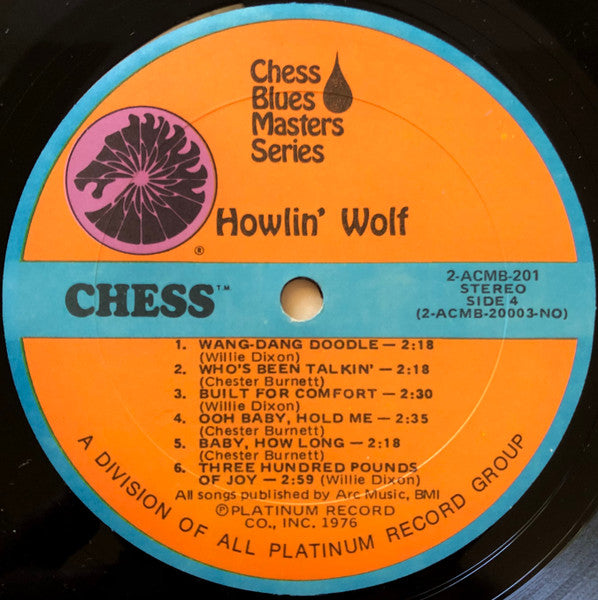 Chess
Blues
Masters
Series
Howlin' Wolf
®
CHESS T.M.
2-ACMB-201
STEREO
SIDE 4
(2-ACMB-20003-NO)
1. WANG-DANG DOODLE — 2:18
(Willie Dixon)
2. WHO'S BEEN TALKIN' — 2:18
(Chester Burnett)
3. BUILT FOR COMFORT — 2:30
(Willie Dixon)
4. OOH BABY, HOLD ME — 2:35
(Chester Burnett)
5. BABY, HOW LONG — 2:18
(Chester Burnett)
6. THREE HUNDRED POUNDS
OF JOY — 2:59 (Willie Dixon)
All songs published by Arc Music, BMI
℗PLATINUM RECORD
CO., INC. 1976
A DIVISION OF ALL PLATINUM RECORD GROUP